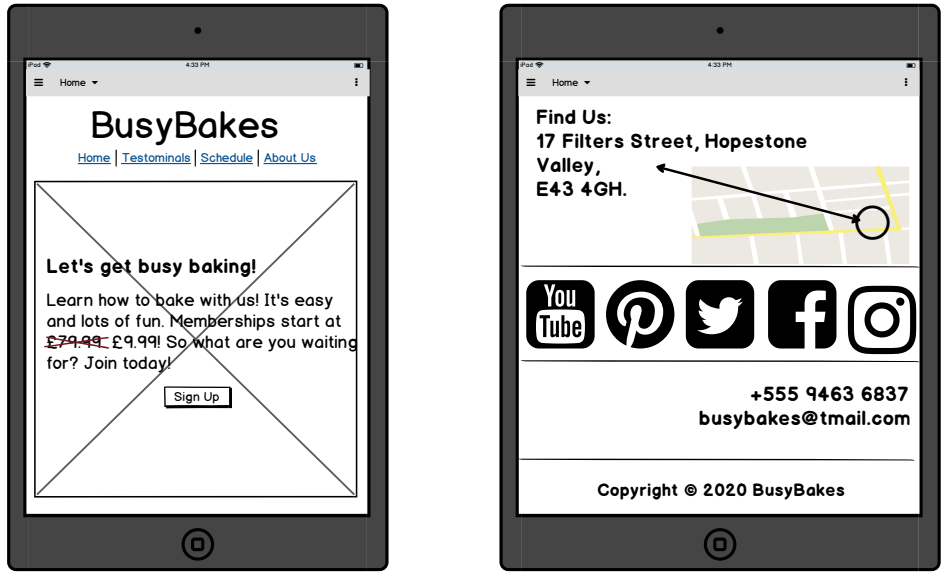 iPad 4:33 PM
Home
BusyBakes
Home | Testominals | Schedule | About Us
Let's get busy baking!
Learn how to bake with us! It's easy
and lots of fun. Memberships start at
£79.99 £9.99! So what are you waiting
for? Join today!
Sign Up
iPad 4:33 PM
Home
Find Us:
17 Filters Street, Hopestone
Valley,
E43 4GH.
You
Tube
+555 9463 6837
busybakes@tmail.com
Copyright © 2020 BusyBakes